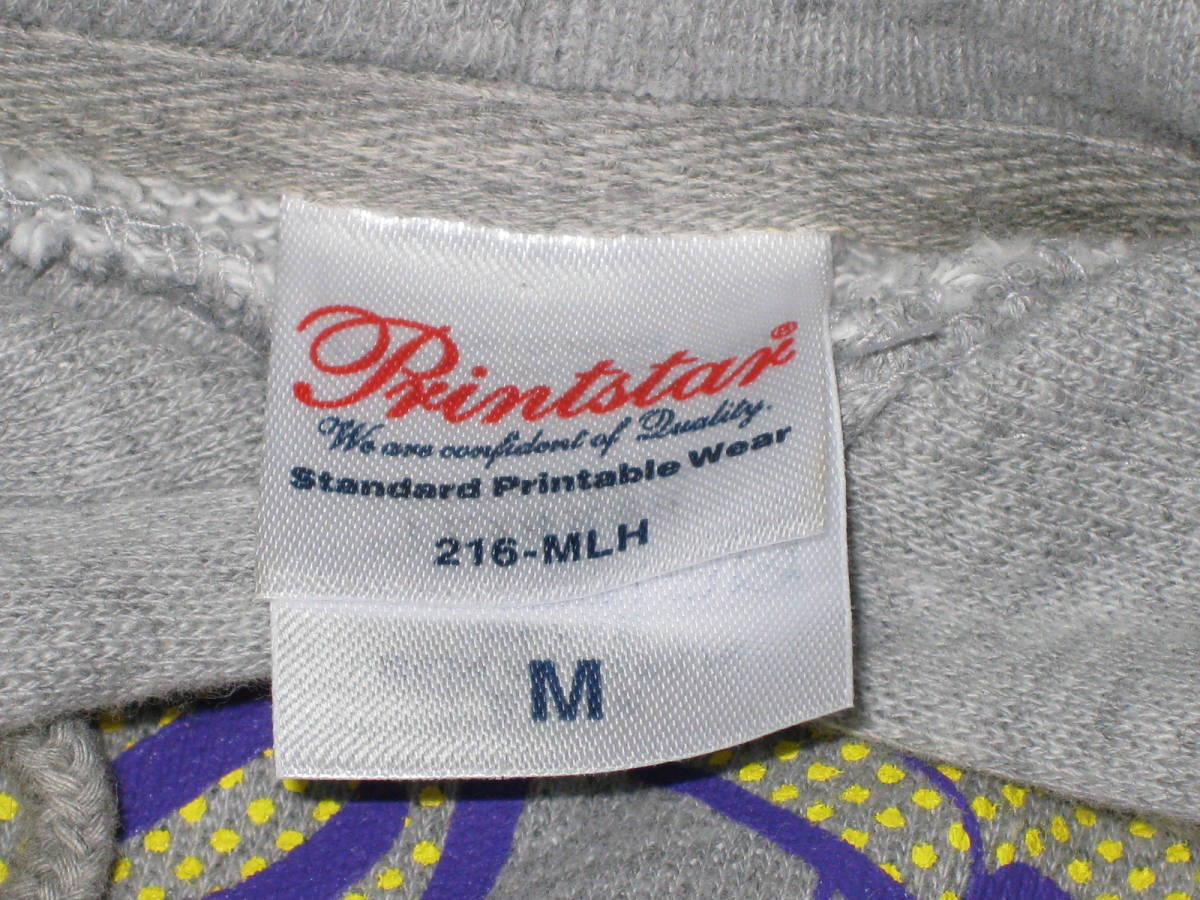 Printstar®
We are confident of Quality.
Standard Printable Wear
216-MLH
M